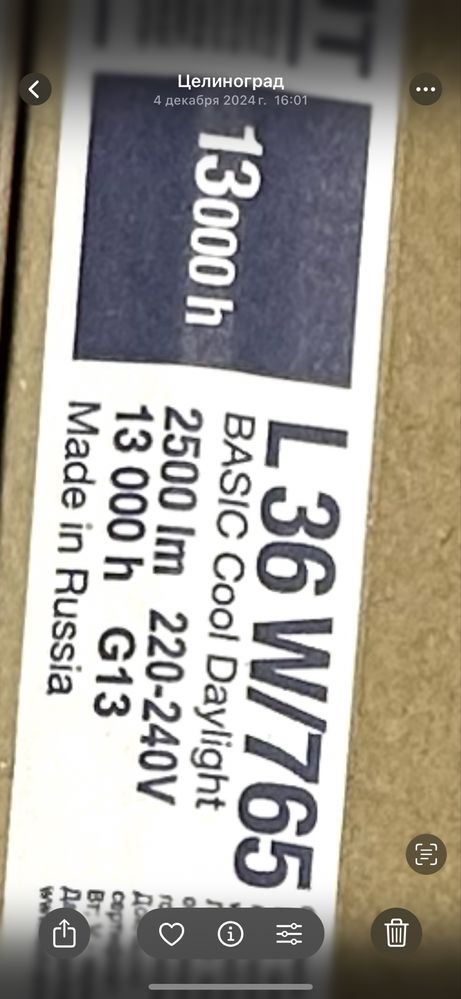 Целиноград
4 декабря 2024 г. 16:01
13000 h
L 36 W/765
BASIC Cool Daylight
2500 lm 220-240V
13 000 h G13
Made in Russia